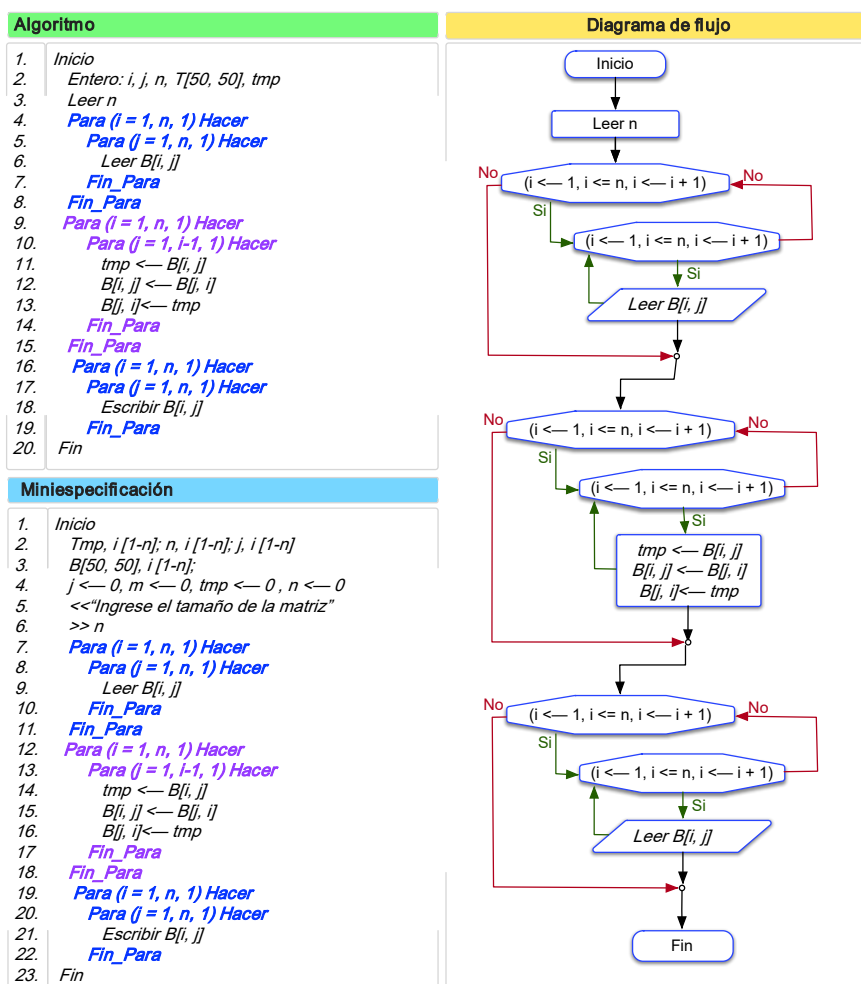 Algoritmo
1. Inicio
2. Entero: i, j, n, T[50, 50], tmp
3. Leer n
4. Para (i = 1, n, 1) Hacer
5. Para (j = 1, n, 1) Hacer
6. Leer B[i, j]
7. Fin_Para
8. Fin_Para
9. Para (i = 1, n, 1) Hacer
10. Para (j = 1, i-1, 1) Hacer
11. tmp <— B[i, j]
12. B[i, j] <— B[j, i]
13. B[j, i]<— tmp
14. Fin_Para
15. Fin_Para
16. Para (i = 1, n, 1) Hacer
17. Para (j = 1, n, 1) Hacer
18. Escribir B[i, j]
19. Fin_Para
20. Fin
Miniespecificación
1. Inicio
2. Tmp, i [1-n]; n, i [1-n]; j, i [1-n]
3. B[50, 50], i [1-n];
4. j <— 0, m <— 0, tmp <— 0 , n <— 0
5. <<“Ingrese el tamaño de la matriz”
6. >> n
7. Para (i = 1, n, 1) Hacer
8. Para (j = 1, n, 1) Hacer
9. Leer B[i, j]
10. Fin_Para
11. Fin_Para
12. Para (i = 1, n, 1) Hacer
13. Para (j = 1, i-1, 1) Hacer
14. tmp <— B[i, j]
15. B[i, j] <— B[j, i]
16. B[j, i]<— tmp
17 Fin_Para
18. Fin_Para
19. Para (i = 1, n, 1) Hacer
20. Para (j = 1, n, 1) Hacer
21. Escribir B[i, j]
22. Fin_Para
23. Fin
Diagrama de flujo
Inicio
Leer n
No
(i <— 1, i <= n, i <— i + 1)
No
Si
(i <— 1, i <= n, i <— i + 1)
Si
Leer B[i, j]
No
(i <— 1, i <= n, i <— i + 1)
No
Si
(i <— 1, i <= n, i <— i + 1)
Si
tmp <— B[i, j]
B[i, j] <— B[j, i]
B[j, i]<— tmp
No
(i <— 1, i <= n, i <— i + 1)
No
Si
(i <— 1, i <= n, i <— i + 1)
Si
Leer B[i, j]
Fin